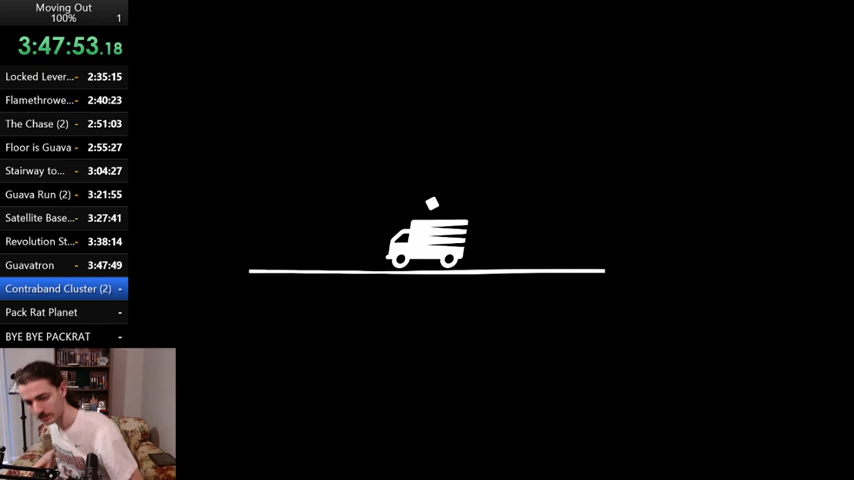 Moving Out
100% 1
3:47:53.18
Locked Lever...- 2:35:15
Flamethrowe...- 2:40:23
The Chase (2) - 2:51:03
Floor is Guava - 2:55:27
Stairway to... - 3:04:27
Guava Run (2) - 3:21:55
Satellite Base...- 3:27:41
Revolution St...- 3:38:14
Guavatron - 3:47:49
Contraband Cluster (2) -
Pack Rat Planet -
BYE BYE PACKRAT -